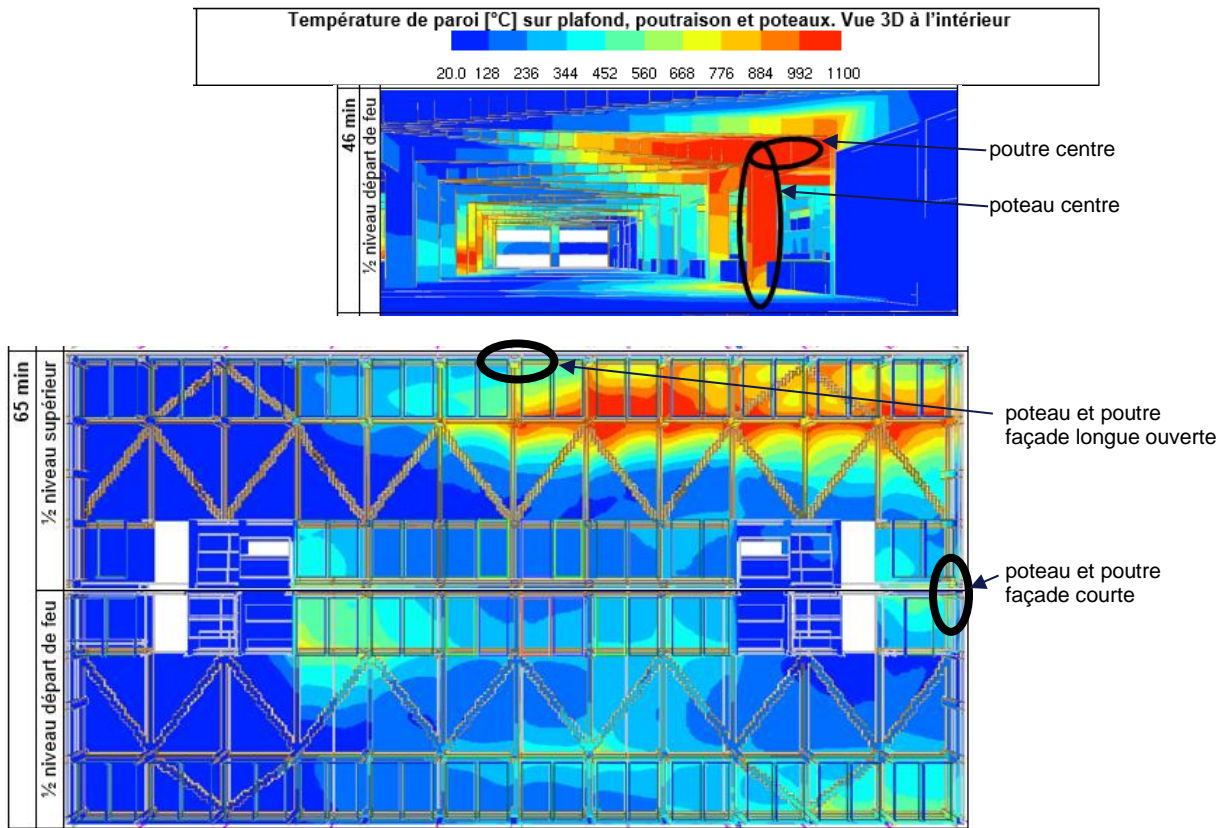 Température de paroi [°C] sur plafond, poutraison et poteaux. Vue 3D à l'intérieur
20.0 128 236 344 452 560 668 776 884 992 1100
46 min
½ niveau départ de feu
poutre centre
poteau centre
65 min
½ niveau supérieur
poteau et poutre
façade longue ouverte
½ niveau départ de feu
poteau et poutre
façade courte